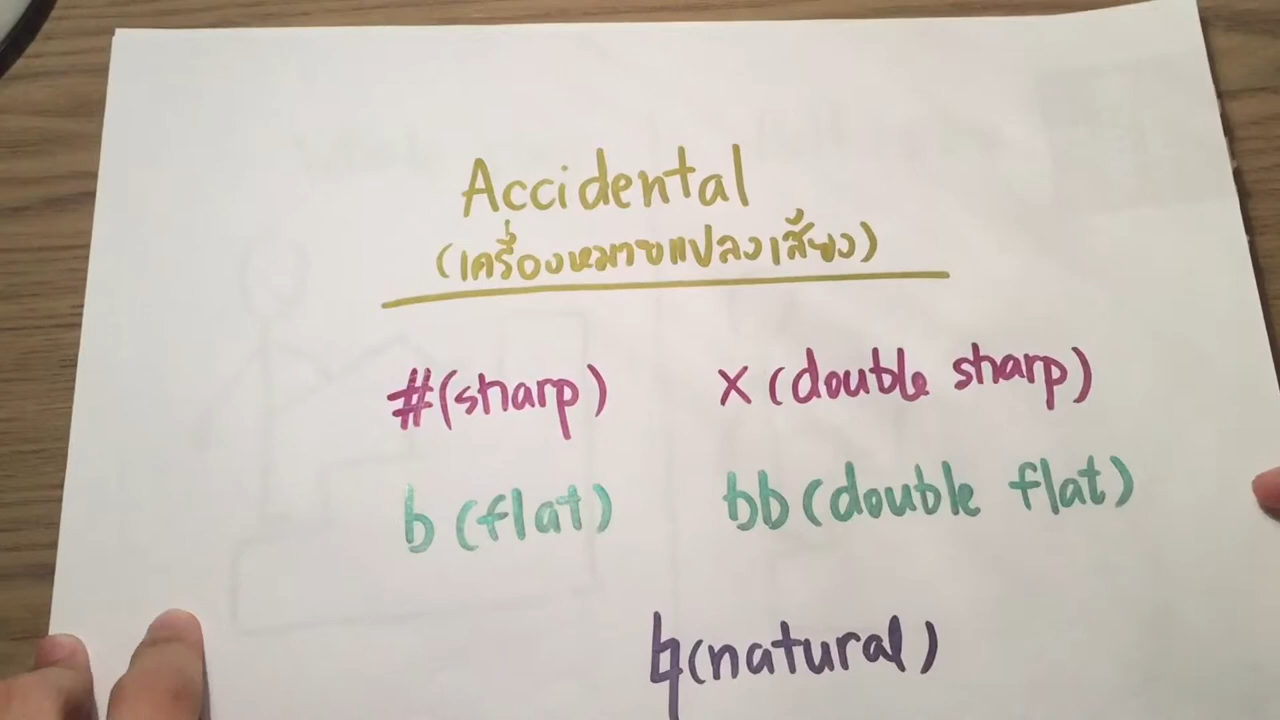 Accidental
(เครื่องหมายแปลงเสียง)
#(sharp) x (double sharp)
b (flat) bb (double flat)
♮(natural)